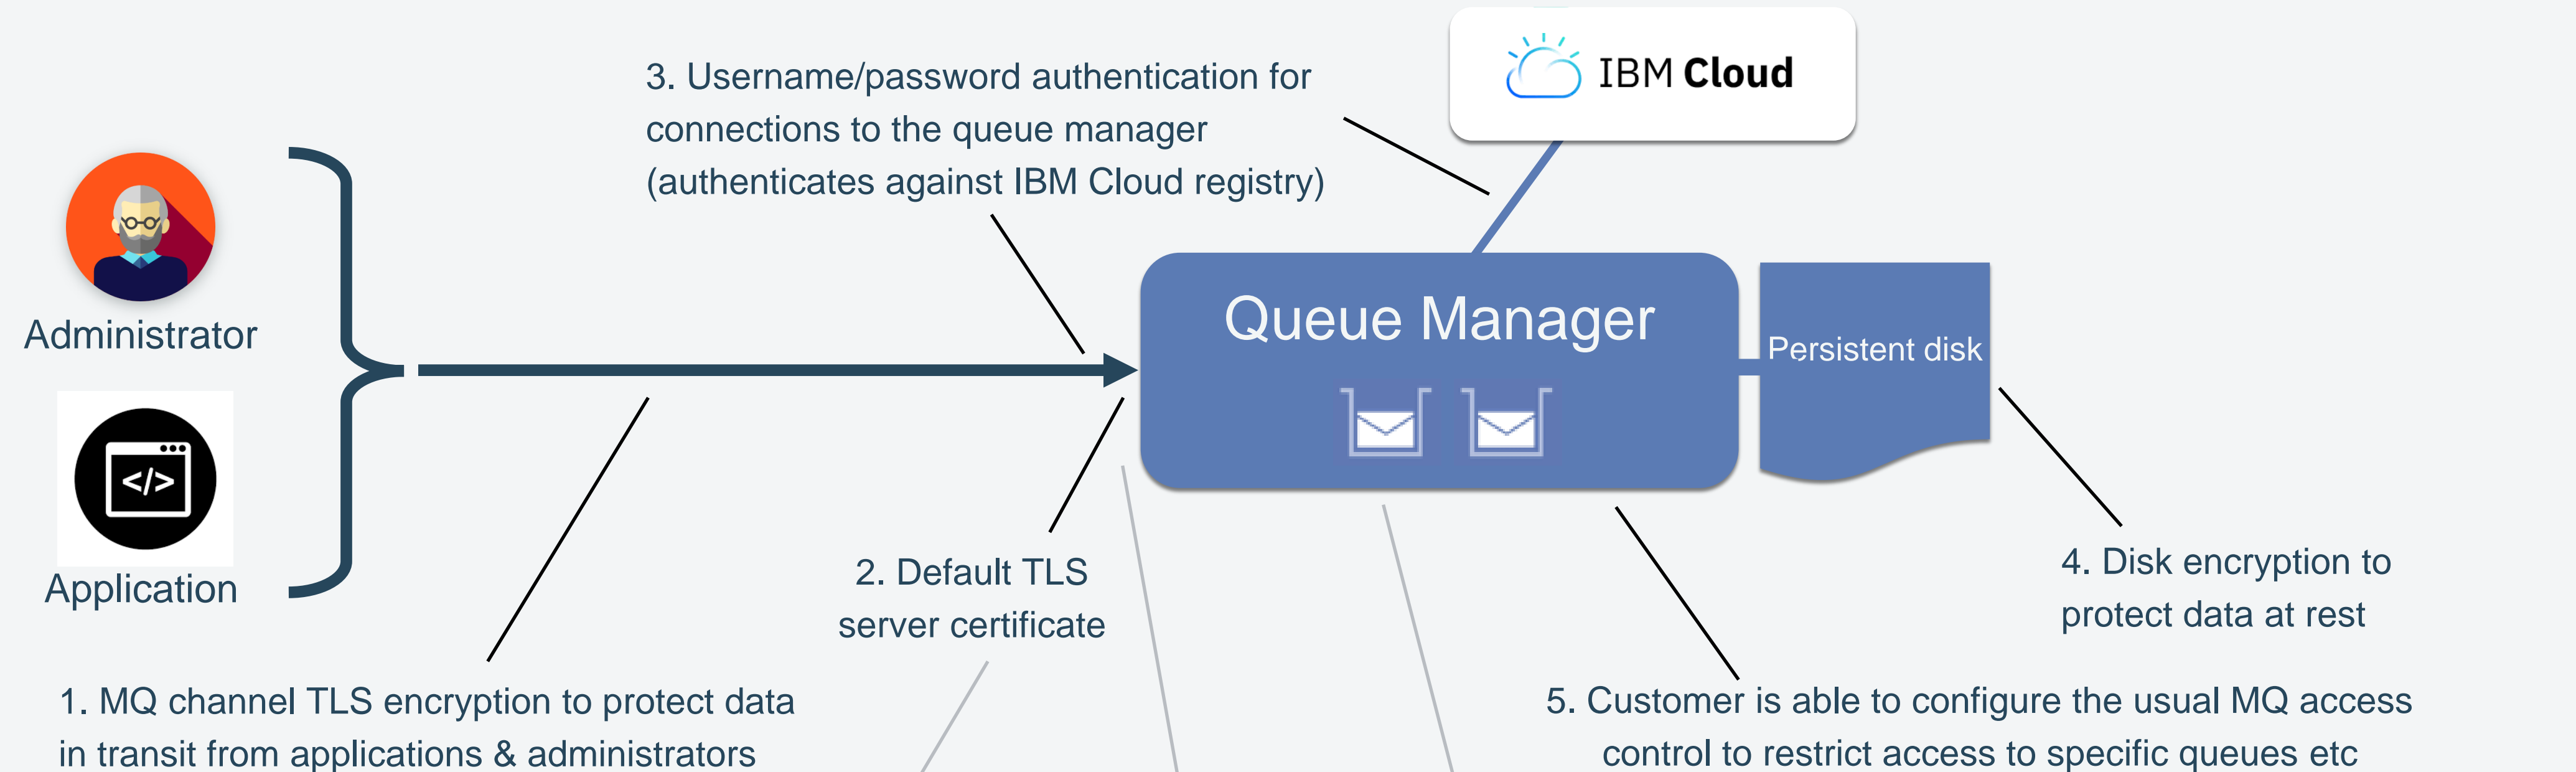 IBM Cloud
3. Username/password authentication for
connections to the queue manager
(authenticates against IBM Cloud registry)
Administrator
Queue Manager
Persistent disk
</>
Application
2. Default TLS
server certificate
4. Disk encryption to
protect data at rest
1. MQ channel TLS encryption to protect data
in transit from applications & administrators
5. Customer is able to configure the usual MQ access
control to restrict access to specific queues etc